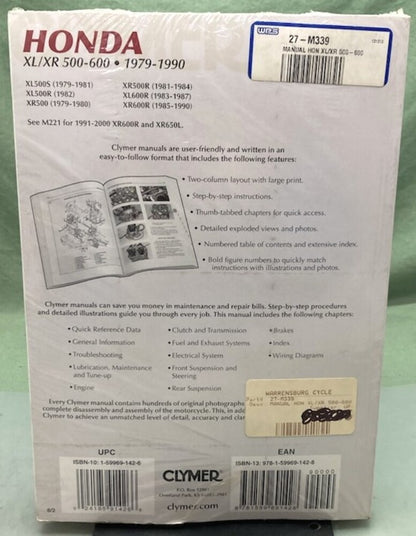 HONDA
XL/XR 500-600 • 1979-1990
27-M339
MANUAL HON XL/XR 500-600
XL500S (1979-1981) XR500R (1981-1984)
XL500R (1982) XL600R (1983-1987)
XR500 (1979-1980) XR600R (1985-1990)
See M221 for 1991-2000 XR600R and XR650L.
Clymer manuals are user-friendly and written in an
easy-to-follow format that includes the following features:
• Two-column layout with large print.
• Step-by-step instructions.
• Thumb-tabbed chapters for quick access.
• Detailed exploded views and photos.
• Numbered table of contents and extensive index.
• Bold figure numbers to quickly match
instructions with illustrations and photos.
Clymer manuals can save you money in maintenance and repair bills. Step-by-step procedures
and detailed illustrations guide you through every job. This manual includes the following chapters:
• Quick Reference Data • Clutch and Transmission • Brakes
• General Information • Fuel and Exhaust Systems • Index
• Troubleshooting • Electrical System • Wiring Diagrams
• Lubrication, Maintenance • Front Suspension and
and Tune-up Steering
• Engine • Rear Suspension
WARRENSBURG CYCLE
Part# 27-M339
Desc MANUAL HON XL/XR 500-600
Every Clymer manual contains hundreds of original photographs
complete disassembly and assembly of the motorcycle. This, in add
Clymer to achieve an unmatched level of detail, accuracy and clar
UPC EAN
ISBN-10: 1-59969-142-6 ISBN-13: 978-1-59969-142-8
90000
CLYMER
P.O. Box 12901
Overland Park, KS
clymer.com